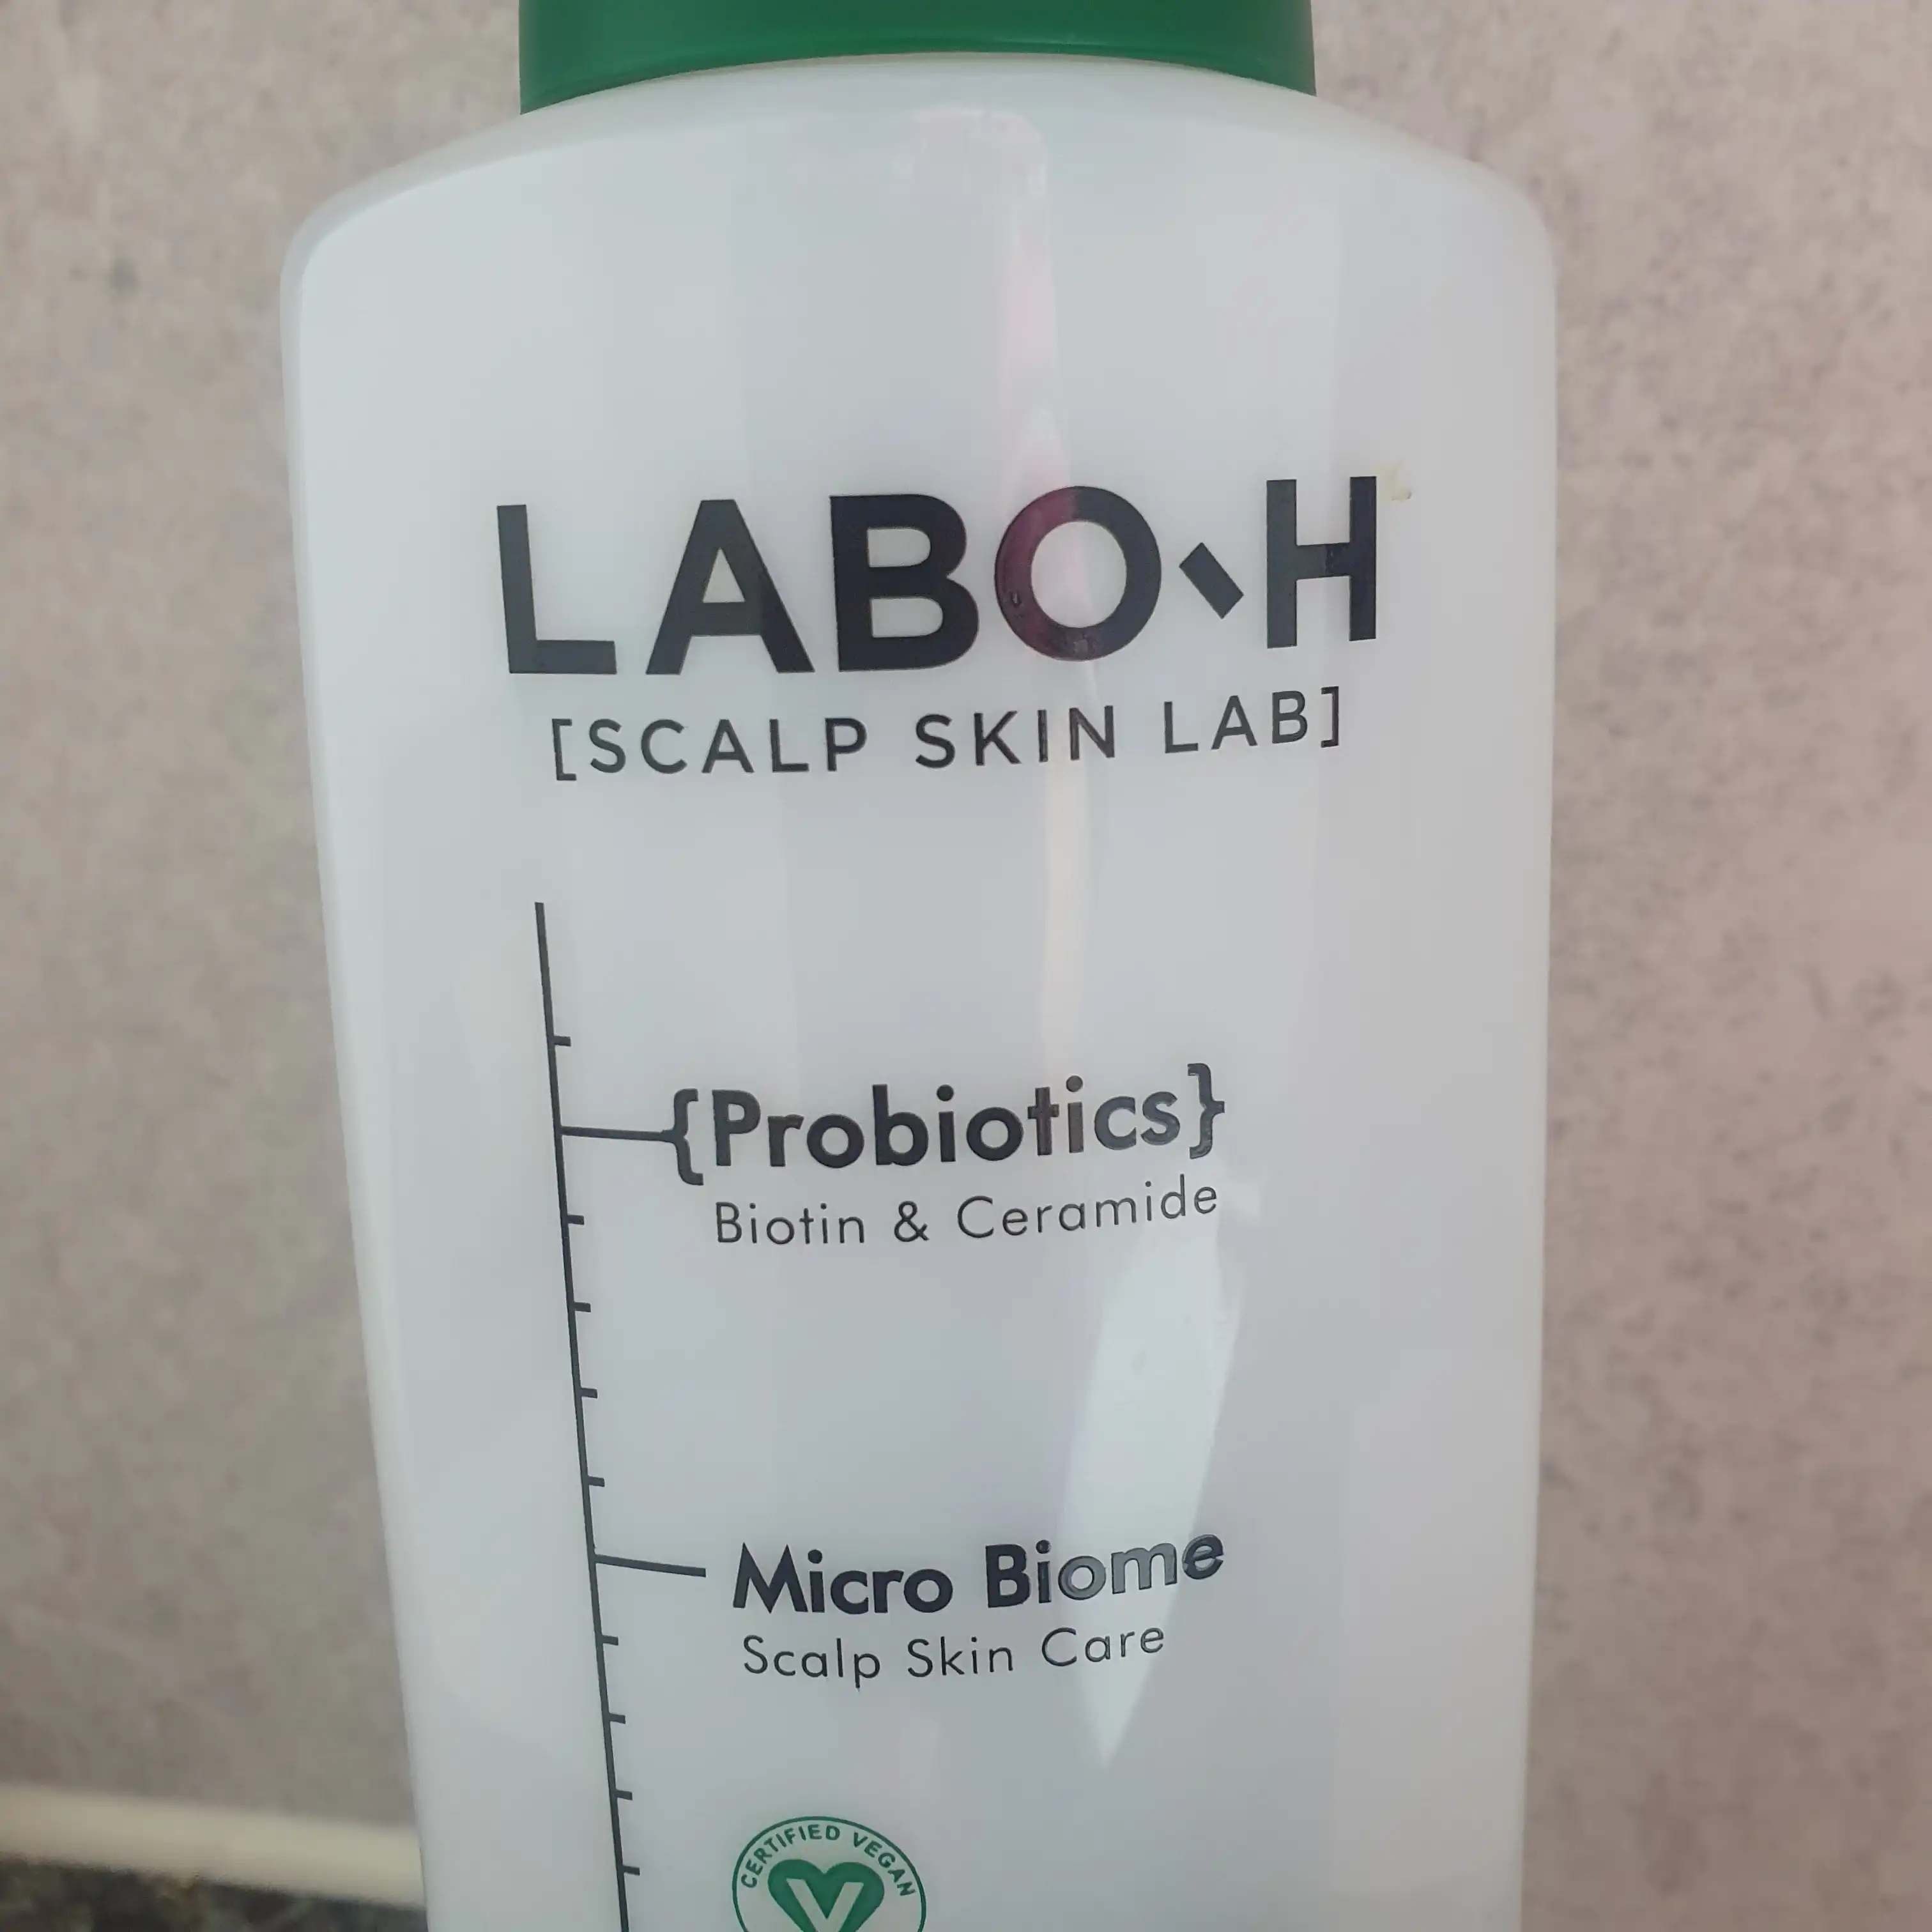 LABO-H
[SCALP SKIN LAB]
{Probiotics}
Biotin & Ceramide
Micro Biome
Scalp Skin Care
CERTIFIED VEGAN
V